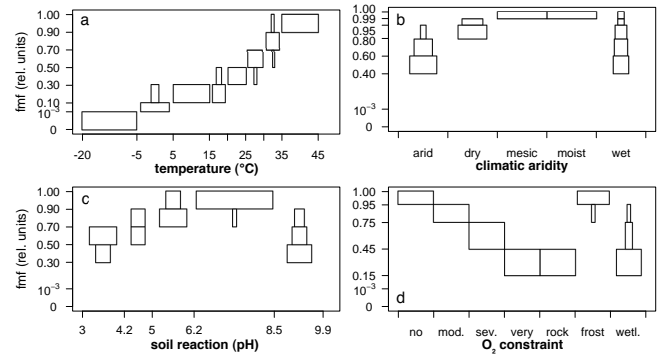 a
fmf (rel. units)
1.00
0.90
0.70
0.50
0.30
0.10
10⁻³
0
-20 -5 5 15 25 35 45
temperature (°C)
b
1.00
0.99
0.95
0.80
0.60
0.40
10⁻³
0
arid dry mesic moist wet
climatic aridity
c
fmf (rel. units)
1.00
0.90
0.70
0.50
0.30
10⁻³
0
3 4.2 5 6.2 8.5 9.9
soil reaction (pH)
d
1.00
0.95
0.75
0.45
0.15
10⁻³
0
no mod. sev. very rock frost wetl.
O₂ constraint